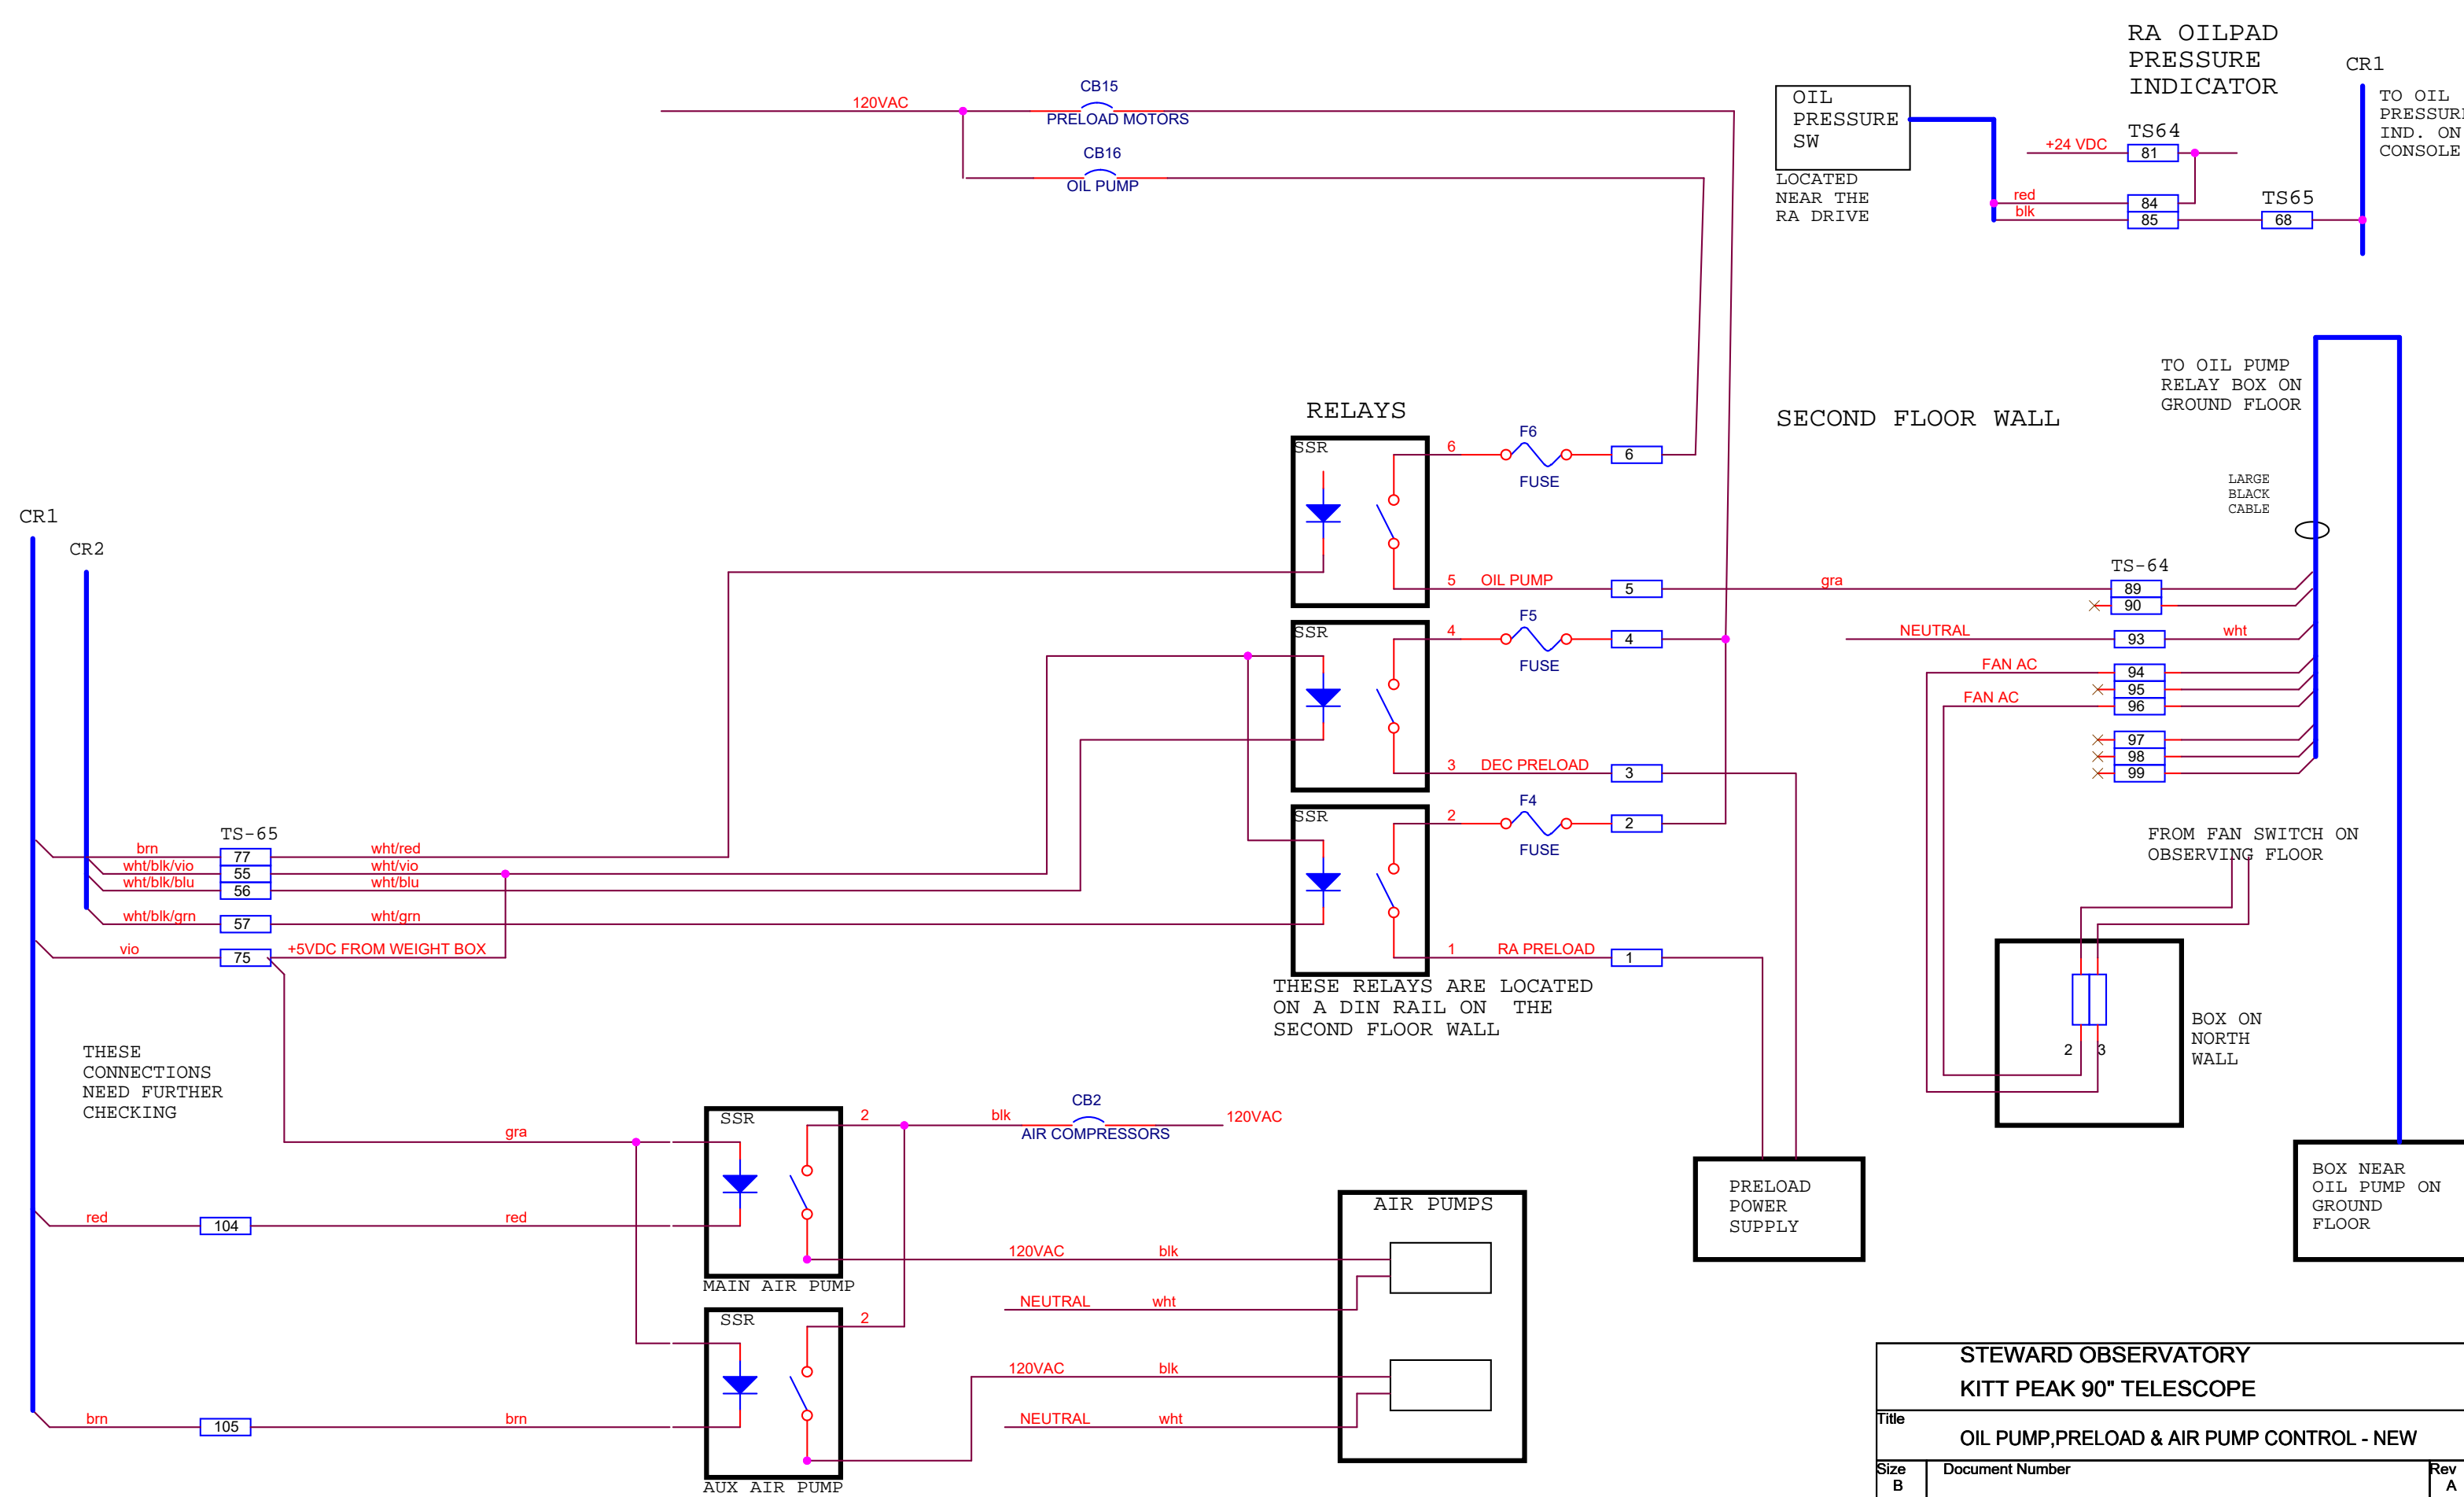 RA OILPAD
PRESSURE
INDICATOR
CR1
TO OIL
PRESSURE
IND. ON
CONSOLE
OIL
PRESSURE
SW
LOCATED
NEAR THE
RA DRIVE
+24 VDC
TS64
81
red
84
blk
85
TS65
68
120VAC
CB15
PRELOAD MOTORS
CB16
OIL PUMP
TO OIL PUMP
RELAY BOX ON
GROUND FLOOR
SECOND FLOOR WALL
LARGE
BLACK
CABLE
RELAYS
SSR
6
F6
FUSE
6
5
OIL PUMP
5
gra
SSR
4
F5
FUSE
4
3
DEC PRELOAD
3
SSR
2
F4
FUSE
2
1
RA PRELOAD
1
THESE RELAYS ARE LOCATED
ON A DIN RAIL ON THE
SECOND FLOOR WALL
TS-64
89
90
NEUTRAL
93
wht
FAN AC
94
95
FAN AC
96
97
98
99
FROM FAN SWITCH ON
OBSERVING FLOOR
2
3
BOX ON
NORTH
WALL
CR1
CR2
TS-65
brn
77
wht/red
wht/blk/vio
55
wht/vio
wht/blk/blu
56
wht/blu
wht/blk/grn
57
wht/grn
vio
75
+5VDC FROM WEIGHT BOX
THESE
CONNECTIONS
NEED FURTHER
CHECKING
gra
red
104
red
brn
105
brn
SSR
2
blk
CB2
AIR COMPRESSORS
120VAC
MAIN AIR PUMP
SSR
2
AUX AIR PUMP
AIR PUMPS
120VAC
blk
NEUTRAL
wht
120VAC
blk
NEUTRAL
wht
PRELOAD
POWER
SUPPLY
BOX NEAR
OIL PUMP ON
GROUND
FLOOR
STEWARD OBSERVATORY
KITT PEAK 90" TELESCOPE
Title
OIL PUMP,PRELOAD & AIR PUMP CONTROL - NEW
Size
B
Document Number
Rev
A